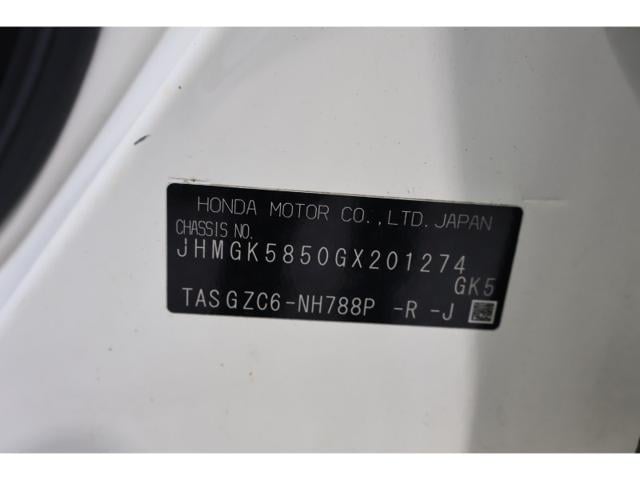 HONDA MOTOR CO.,LTD.JAPAN
CHASSIS NO.
JHMGK5850GX201274
GK5
TASGZC6-NH788P -R -J